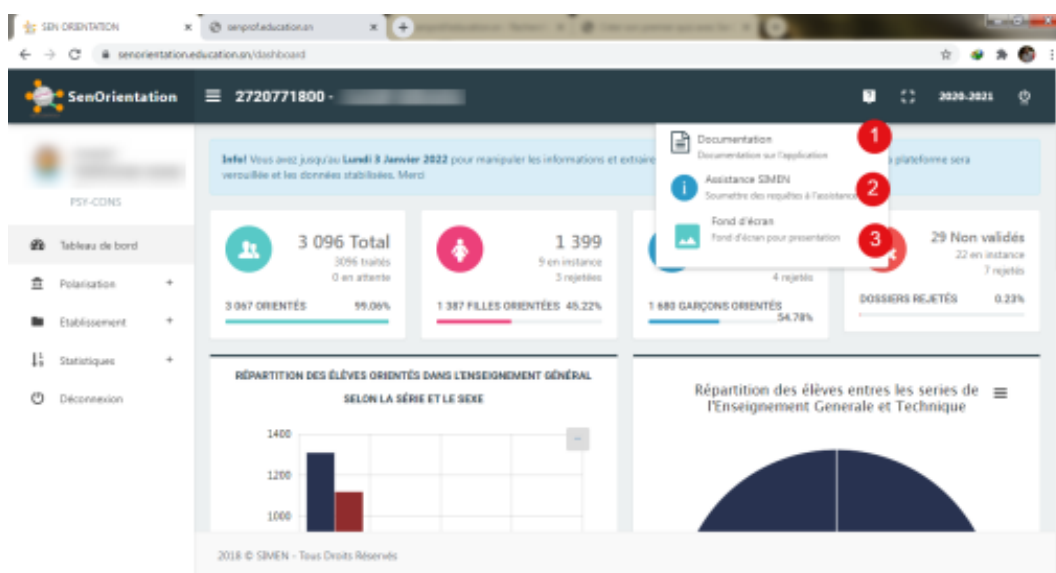 SEN ORIENTATION
senprof.education.sn
senorientation.education.sn/dashboard
SenOrientation
2720771800 -
2020-2021
PSY-CONS
Tableau de bord
Polarisation +
Etablissement +
Statistiques +
Déconnexion
Info! Vous avez jusqu'au Lundi 3 Janvier 2022 pour manipuler les informations et extraire
plateforme sera
verouillée et les données stabilisées, Merci
Documentation
Documentation sur l'application
1
Assistance SIMEN
Soumettre des requêtes à l'assistance
2
Fond d'écran
Fond d'écran pour presentation
3
3 096 Total
3096 traités
0 en attente
3 067 ORIENTÉS 99.06%
1 399
9 en instance
3 rejetées
1 387 FILLES ORIENTÉES 45.22%
4 rejetés
1 680 GARÇONS ORIENTÉS
54.78%
29 Non validés
22 en instance
7 rejetés
DOSSIERS REJETÉS 0.23%
RÉPARTITION DES ÉLÈVES ORIENTÉS DANS L'ENSEIGNEMENT GÉNÉRAL
SELON LA SÉRIE ET LE SEXE
1400
1200
1000
Répartition des élèves entres les series de
l'Enseignement Generale et Technique
2018 © SIMEN - Tous Droits Réservés